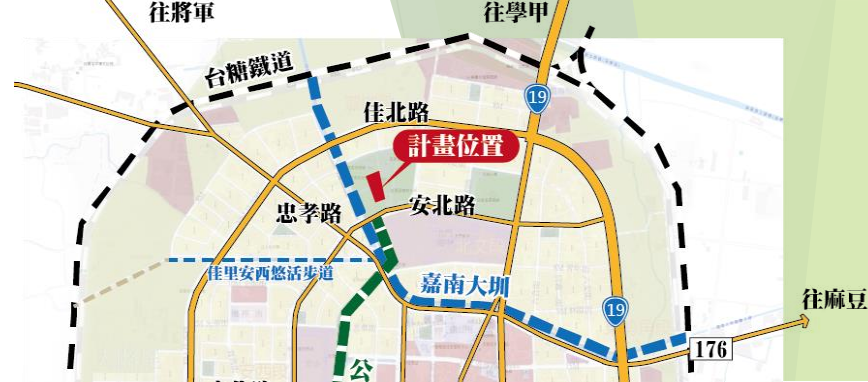 往將軍
往學甲
台糖鐵道
19
佳北路
計畫位置
忠孝路
安北路
佳里安西悠活步道
嘉南大圳
往麻豆
19
176
公